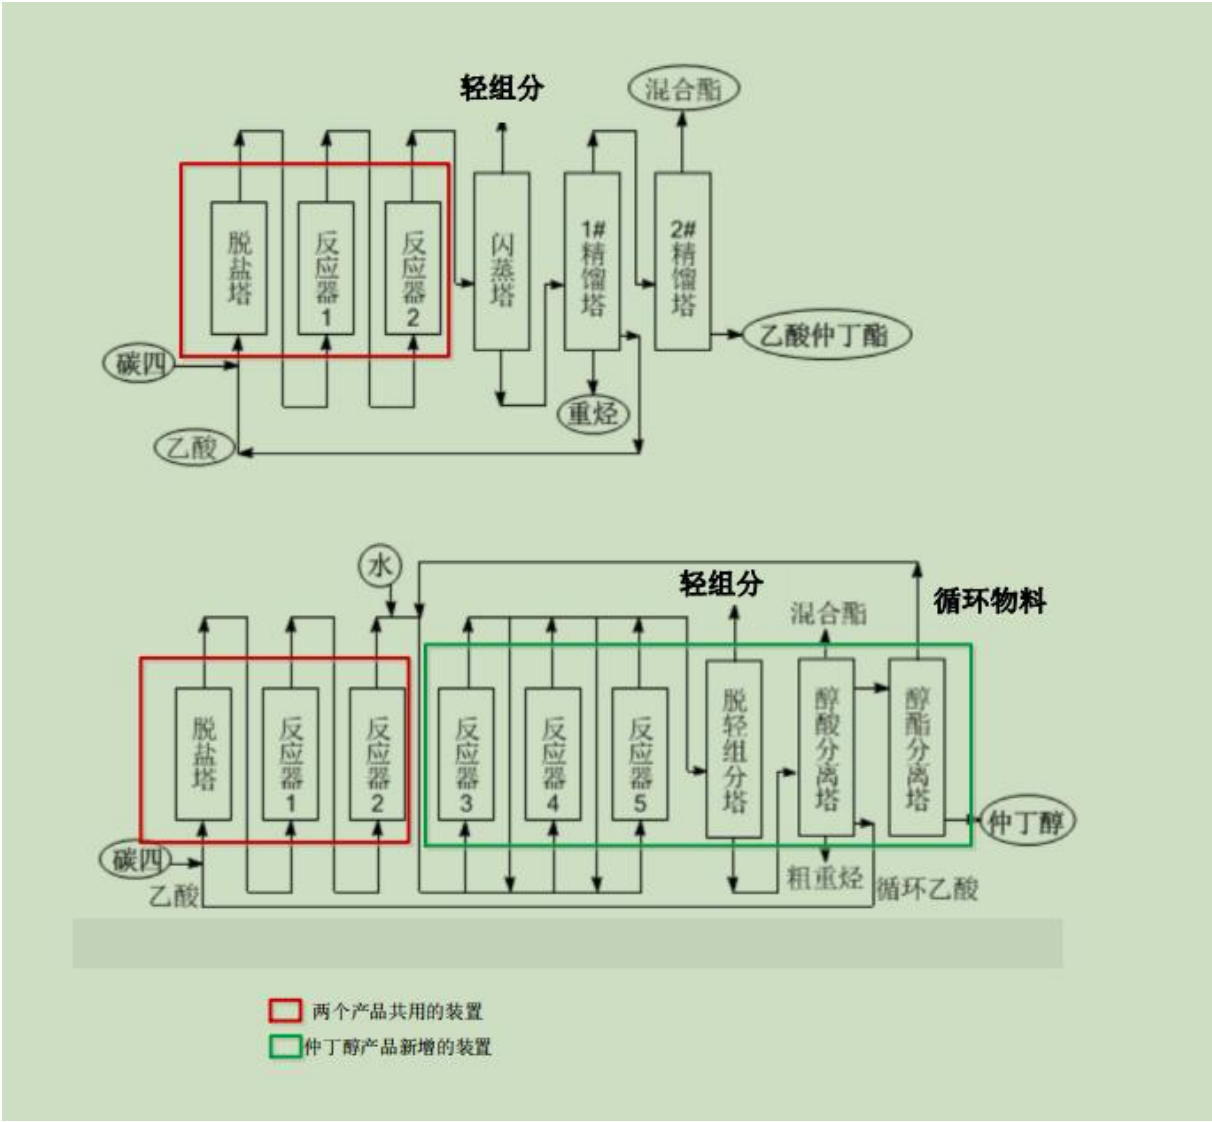 轻组分
混合酯
脱盐塔
反应器1
反应器2
闪蒸塔
1#精馏塔
2#精馏塔
乙酸仲丁酯
碳四
重烃
乙酸
水
轻组分
混合酯
循环物料
脱盐塔
反应器1
反应器2
反应器3
反应器4
反应器5
脱轻组分塔
醇酸分离塔
醇酯分离塔
仲丁醇
碳四
乙酸
粗重烃
循环乙酸
两个产品共用的装置
仲丁醇产品新增的装置